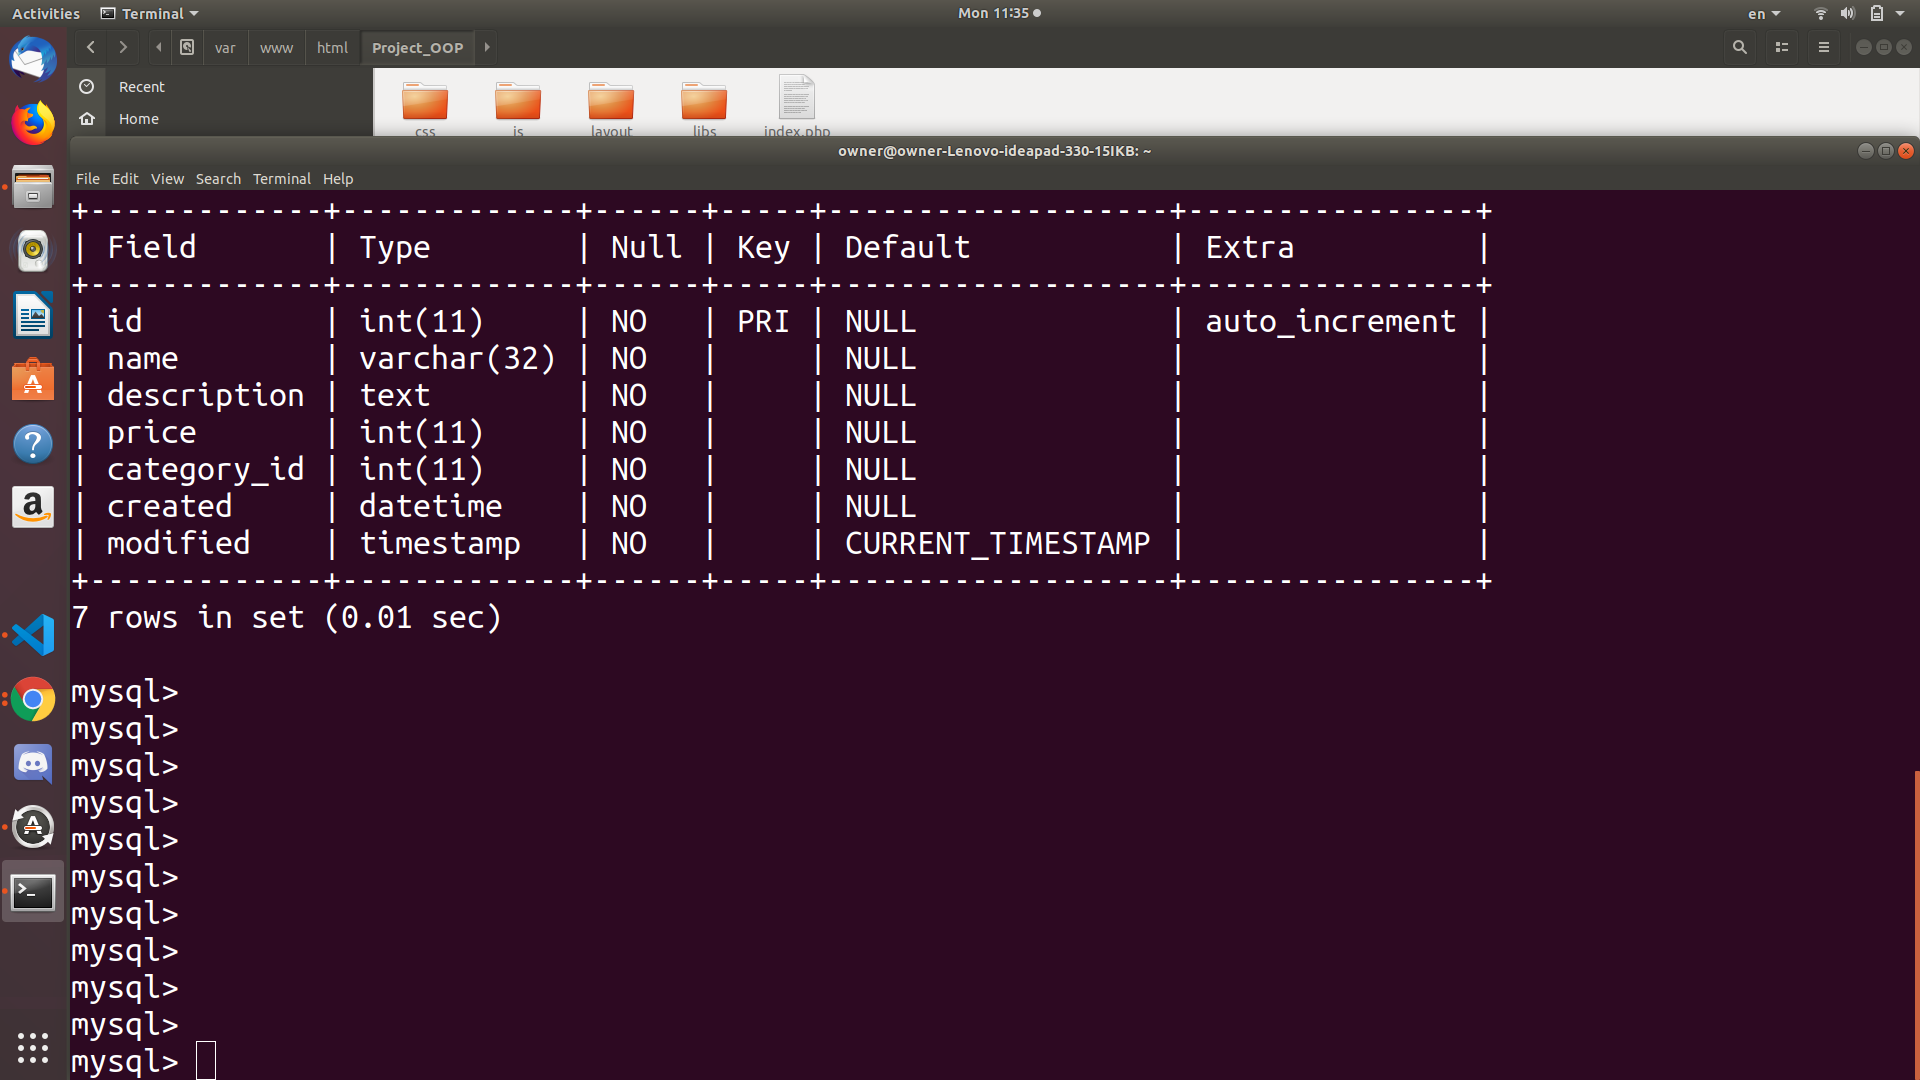 Activities Terminal Mon 11:35 en
var www html Project_OOP
Recent
Home
css js layout libs index.php
owner@owner-Lenovo-ideapad-330-15IKB: ~
File Edit View Search Terminal Help
+-------------+-------------+------+-----+-------------------+----------------+
| Field       | Type        | Null | Key | Default           | Extra          |
+-------------+-------------+------+-----+-------------------+----------------+
| id          | int(11)     | NO   | PRI | NULL              | auto_increment |
| name        | varchar(32) | NO   |     | NULL              |                |
| description | text        | NO   |     | NULL              |                |
| price       | int(11)     | NO   |     | NULL              |                |
| category_id | int(11)     | NO   |     | NULL              |                |
| created     | datetime    | NO   |     | NULL              |                |
| modified    | timestamp   | NO   |     | CURRENT_TIMESTAMP |                |
+-------------+-------------+------+-----+-------------------+----------------+
7 rows in set (0.01 sec)
mysql>
mysql>
mysql>
mysql>
mysql>
mysql>
mysql>
mysql>
mysql>
mysql>
mysql>